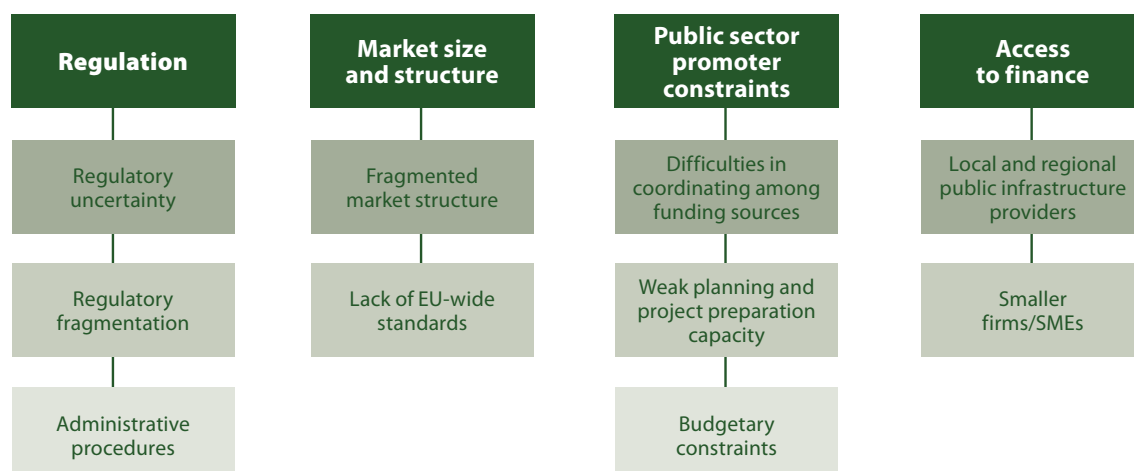 Regulation
Regulatory
uncertainty
Regulatory
fragmentation
Administrative
procedures
Market size
and structure
Fragmented
market structure
Lack of EU-wide
standards
Public sector
promoter
constraints
Difficulties in
coordinating among
funding sources
Weak planning and
project preparation
capacity
Budgetary
constraints
Access
to finance
Local and regional
public infrastructure
providers
Smaller
firms/SMEs